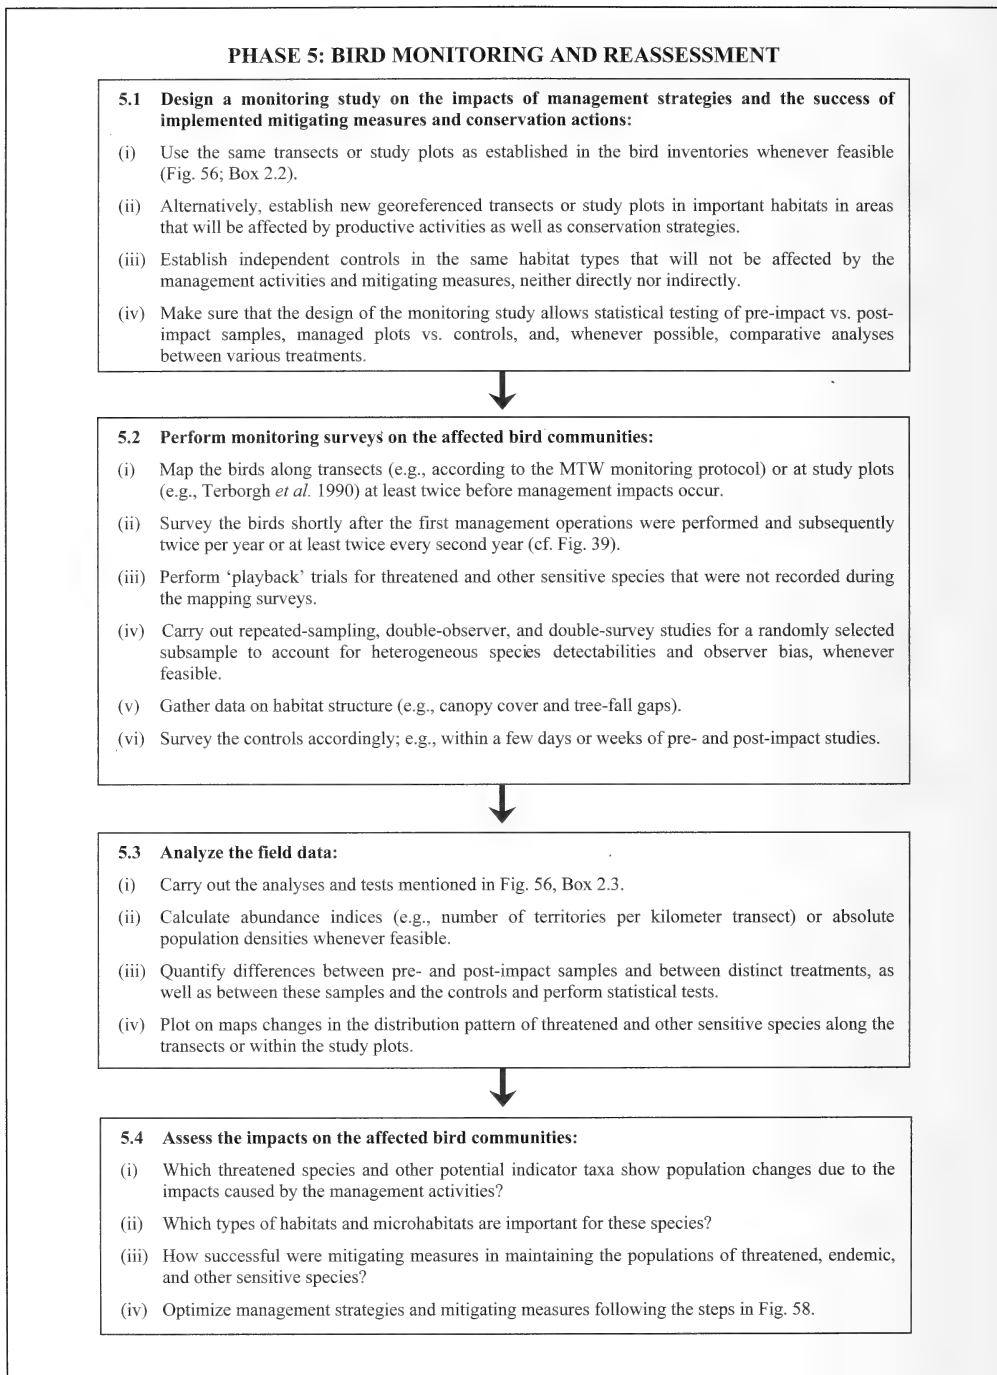 PHASE 5: BIRD MONITORING AND REASSESSMENT
5.1 Design a monitoring study on the impacts of management strategies and the success of
implemented mitigating measures and conservation actions:
(i) Use the same transects or study plots as established in the bird inventories whenever feasible
(Fig. 56; Box 2.2).
(ii) Alternatively, establish new georeferenced transects or study plots in important habitats in areas
that will be affected by productive activities as well as conservation strategies.
(iii) Establish independent controls in the same habitat types that will not be affected by the
management activities and mitigating measures, neither directly nor indirectly.
(iv) Make sure that the design of the monitoring study allows statistical testing of pre-impact vs. post-
impact samples, managed plots vs. controls, and, whenever possible, comparative analyses
between various treatments.
5.2 Perform monitoring surveys on the affected bird communities:
(i) Map the birds along transects (e.g., according to the MTW monitoring protocol) or at study plots
(e.g., Terborgh et al. 1990) at least twice before management impacts occur.
(ii) Survey the birds shortly after the first management operations were performed and subsequently
twice per year or at least twice every second year (cf. Fig. 39).
(iii) Perform ‘playback’ trials for threatened and other sensitive species that were not recorded during
the mapping surveys.
(iv) Carry out repeated-sampling, double-observer, and double-survey studies for a randomly selected
subsample to account for heterogeneous species detectabilities and observer bias, whenever
feasible.
(v) Gather data on habitat structure (e.g., canopy cover and tree-fall gaps).
(vi) Survey the controls accordingly; e.g., within a few days or weeks of pre- and post-impact studies.
5.3 Analyze the field data:
(i) Carry out the analyses and tests mentioned in Fig. 56, Box 2.3.
(ii) Calculate abundance indices (e.g., number of territories per kilometer transect) or absolute
population densities whenever feasible.
(iii) Quantify differences between pre- and post-impact samples and between distinct treatments, as
well as between these samples and the controls and perform statistical tests.
(iv) Plot on maps changes in the distribution pattern of threatened and other sensitive species along the
transects or within the study plots.
5.4 Assess the impacts on the affected bird communities:
(i) Which threatened species and other potential indicator taxa show population changes due to the
impacts caused by the management activities?
(ii) Which types of habitats and microhabitats are important for these species?
(iii) How successful were mitigating measures in maintaining the populations of threatened, endemic,
and other sensitive species?
(iv) Optimize management strategies and mitigating measures following the steps in Fig. 58.